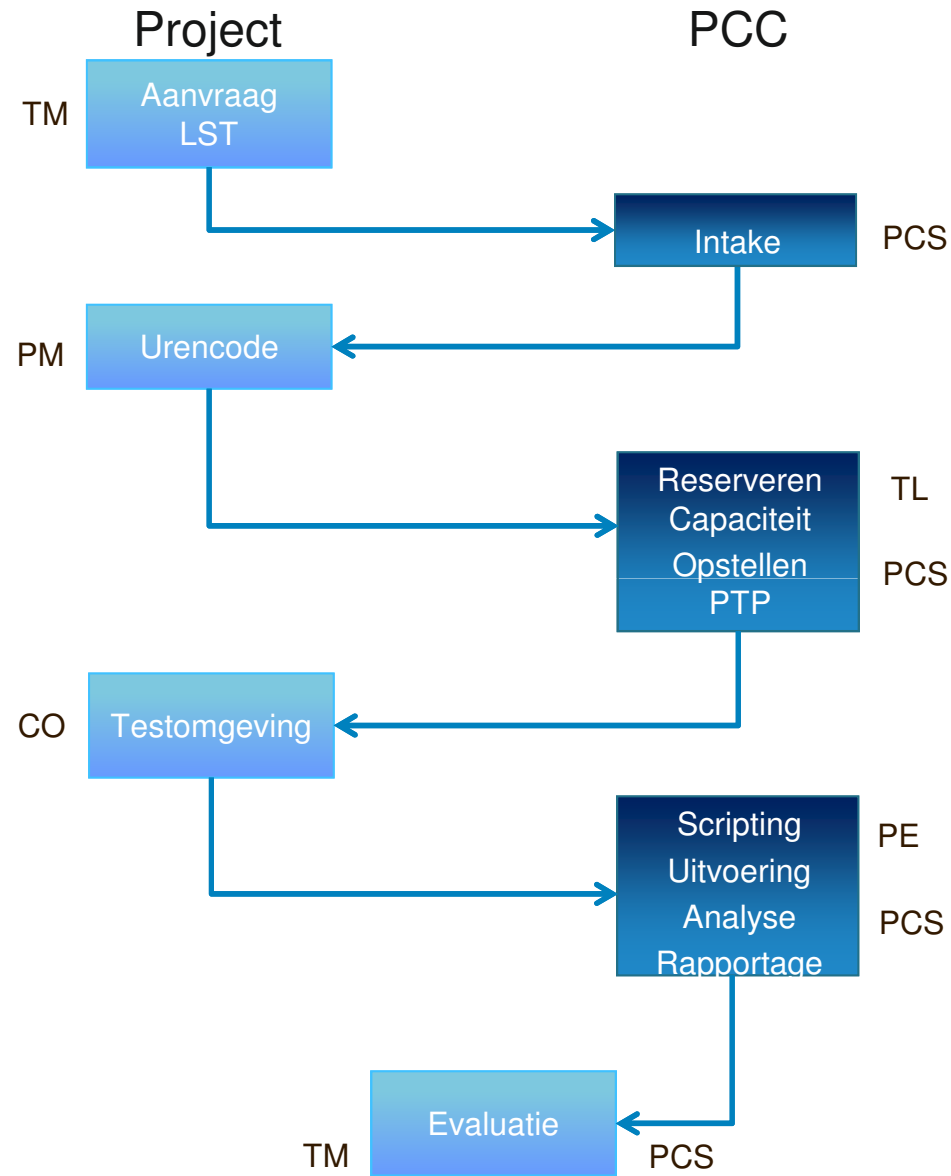 Project
PCC
TM
Aanvraag
LST
Intake
PCS
PM
Urencode
Reserveren
Capaciteit
Opstellen
PTP
TL
PCS
CO
Testomgeving
Scripting
Uitvoering
Analyse
Rapportage
PE
PCS
Evaluatie
TM
PCS